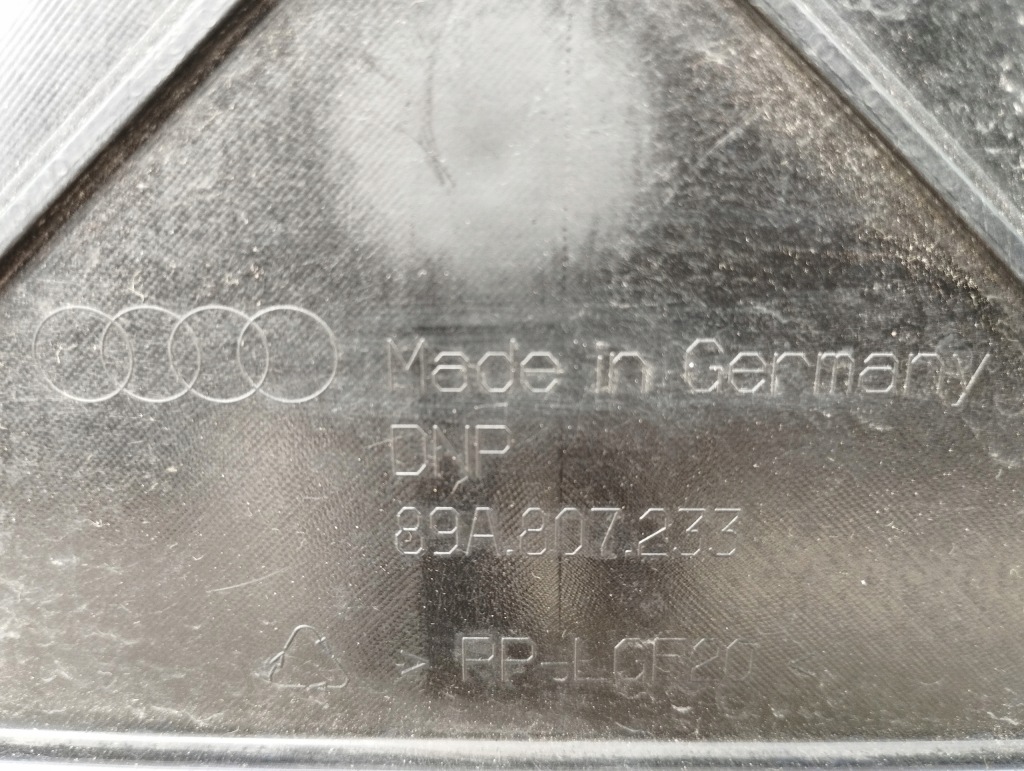 Made in Germany
DNP
89A.807.233
> PP-LGF20 <